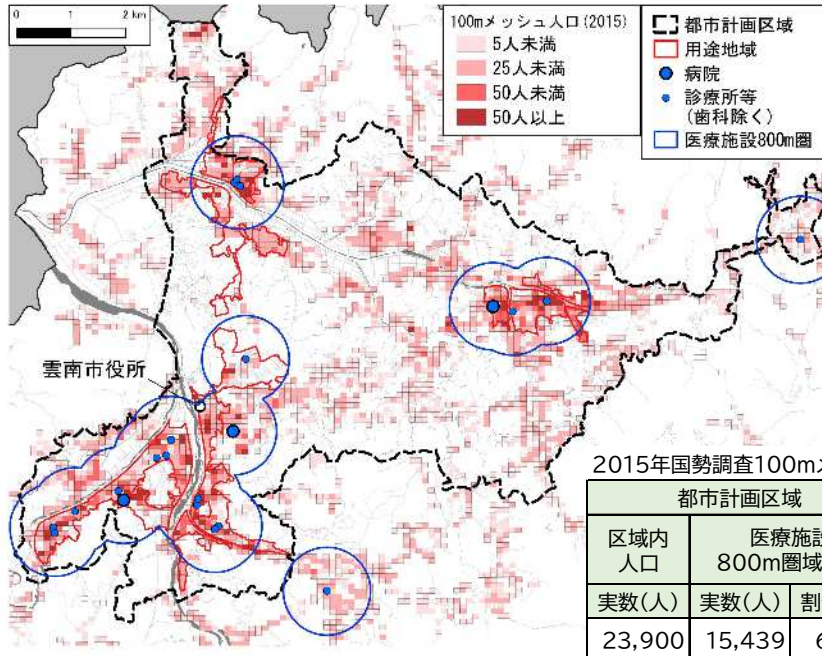 0 1 2 km
100mメッシュ人口(2015)
5人未満
25人未満
50人未満
50人以上
都市計画区域
用途地域
病院
診療所等
(歯科除く)
医療施設800m圏
雲南市役所
2015年国勢調査100m
都市計画区域
区域内
人口
医療施設
800m圏域
実数(人) 実数(人) 割
23,900 15,439 6